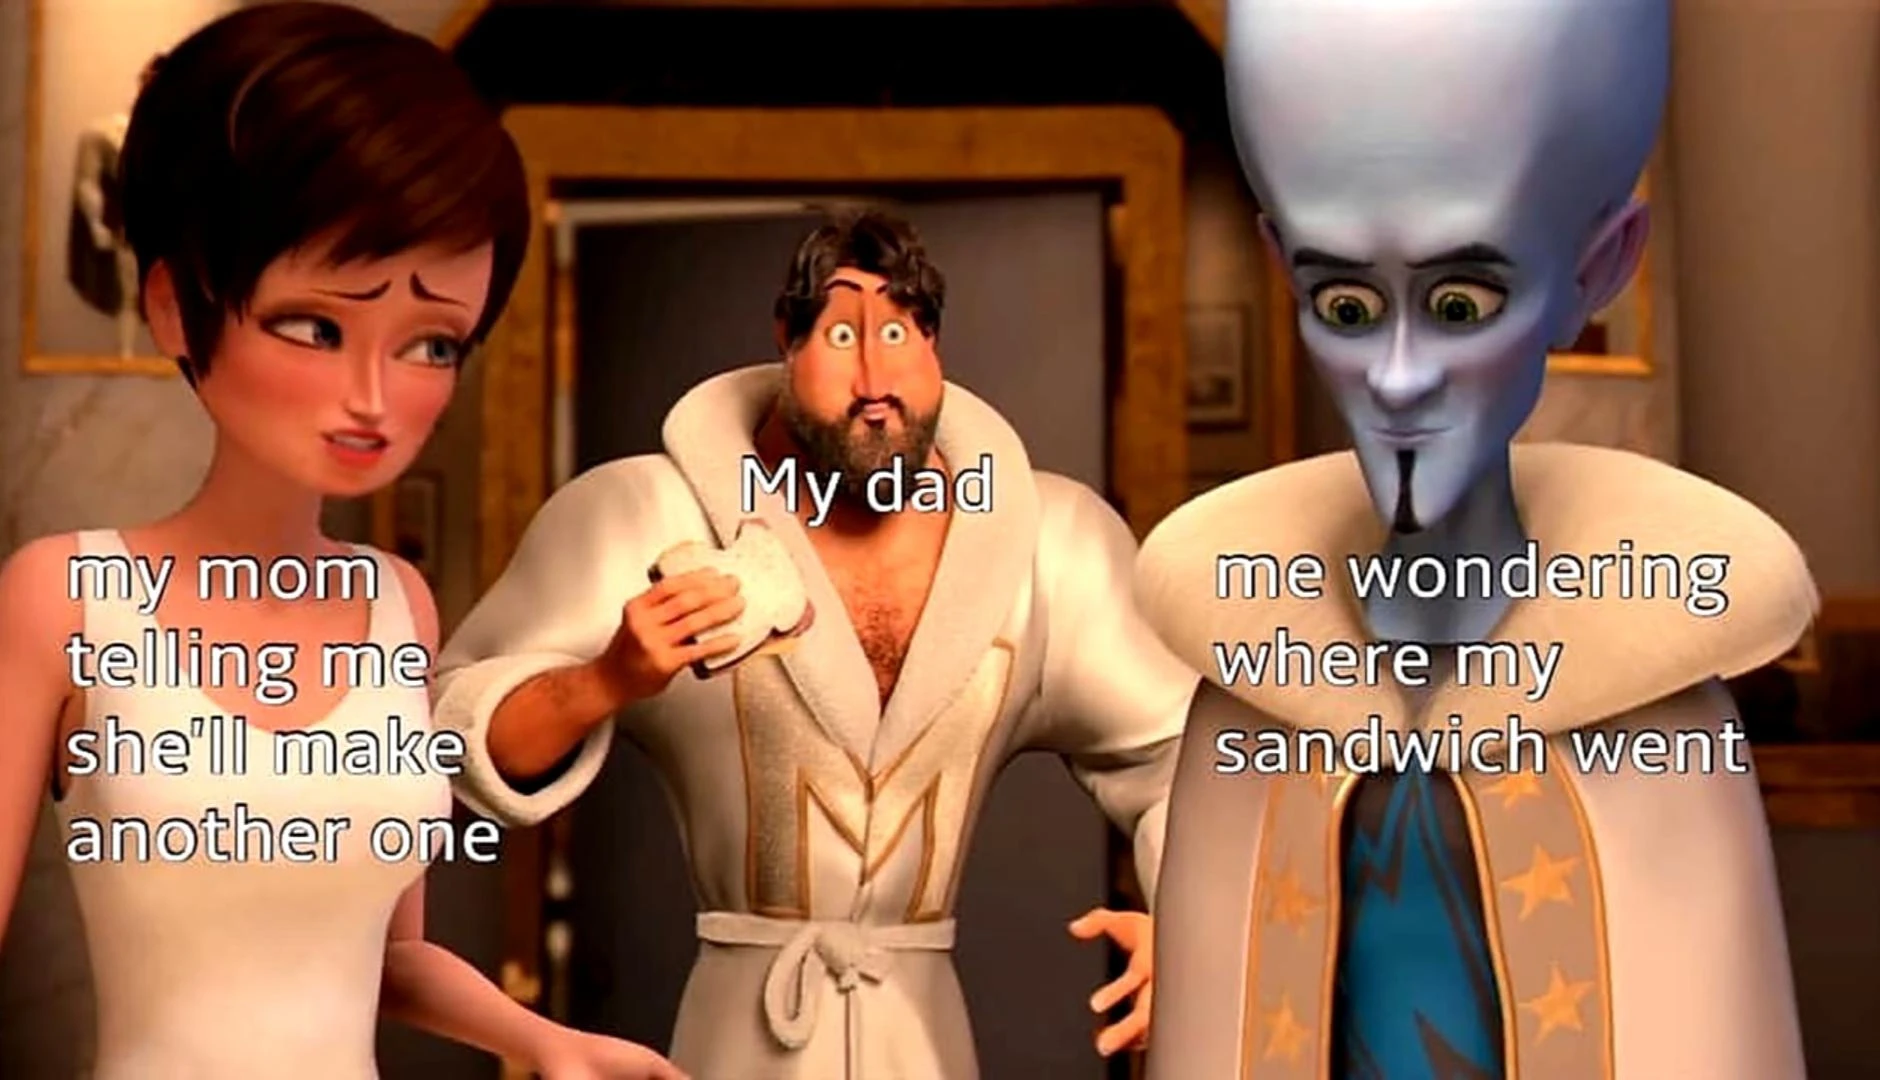 My dad
my mom
telling me
she'll make
another one
me wondering
where my
sandwich went
M